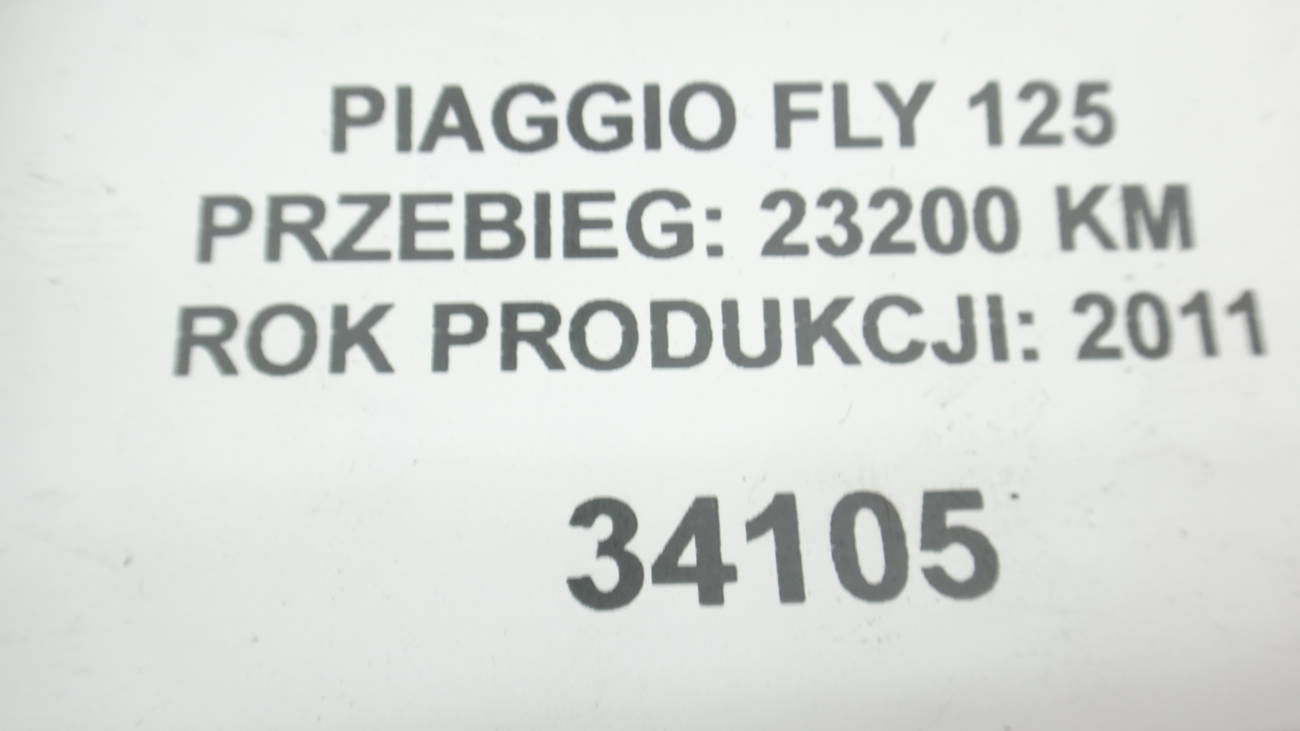 PIAGGIO FLY 125
PRZEBIEG: 23200 KM
ROK PRODUKCJI: 2011
34105